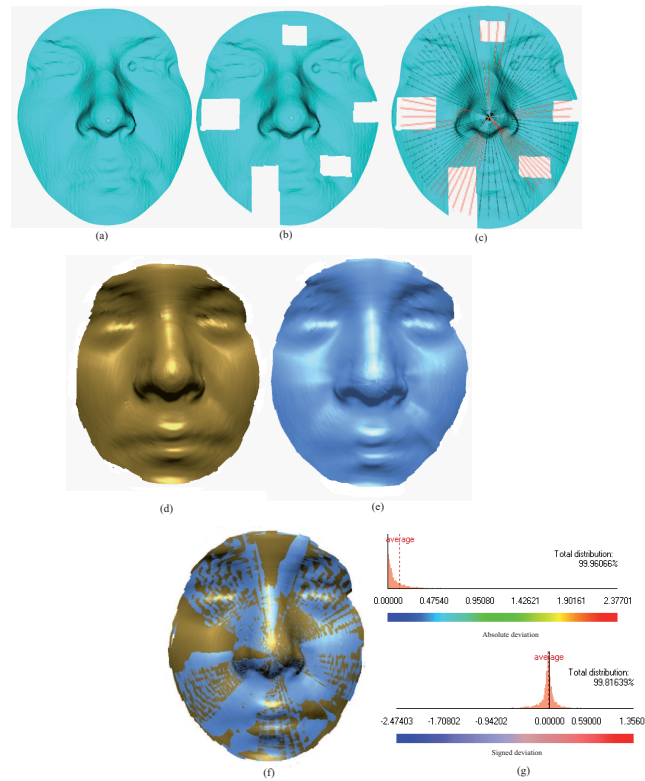 (a)
(b)
(c)
(d)
(e)
average
Total distribution:
99.96066%
0.00000 0.47540 0.95080 1.42621 1.90161 2.37701
Absolute deviation
average
Total distribution:
99.81639%
-2.47403 -1.70802 -0.94202 0.00000 0.59000 1.3560
Signed deviation
(f)
(g)